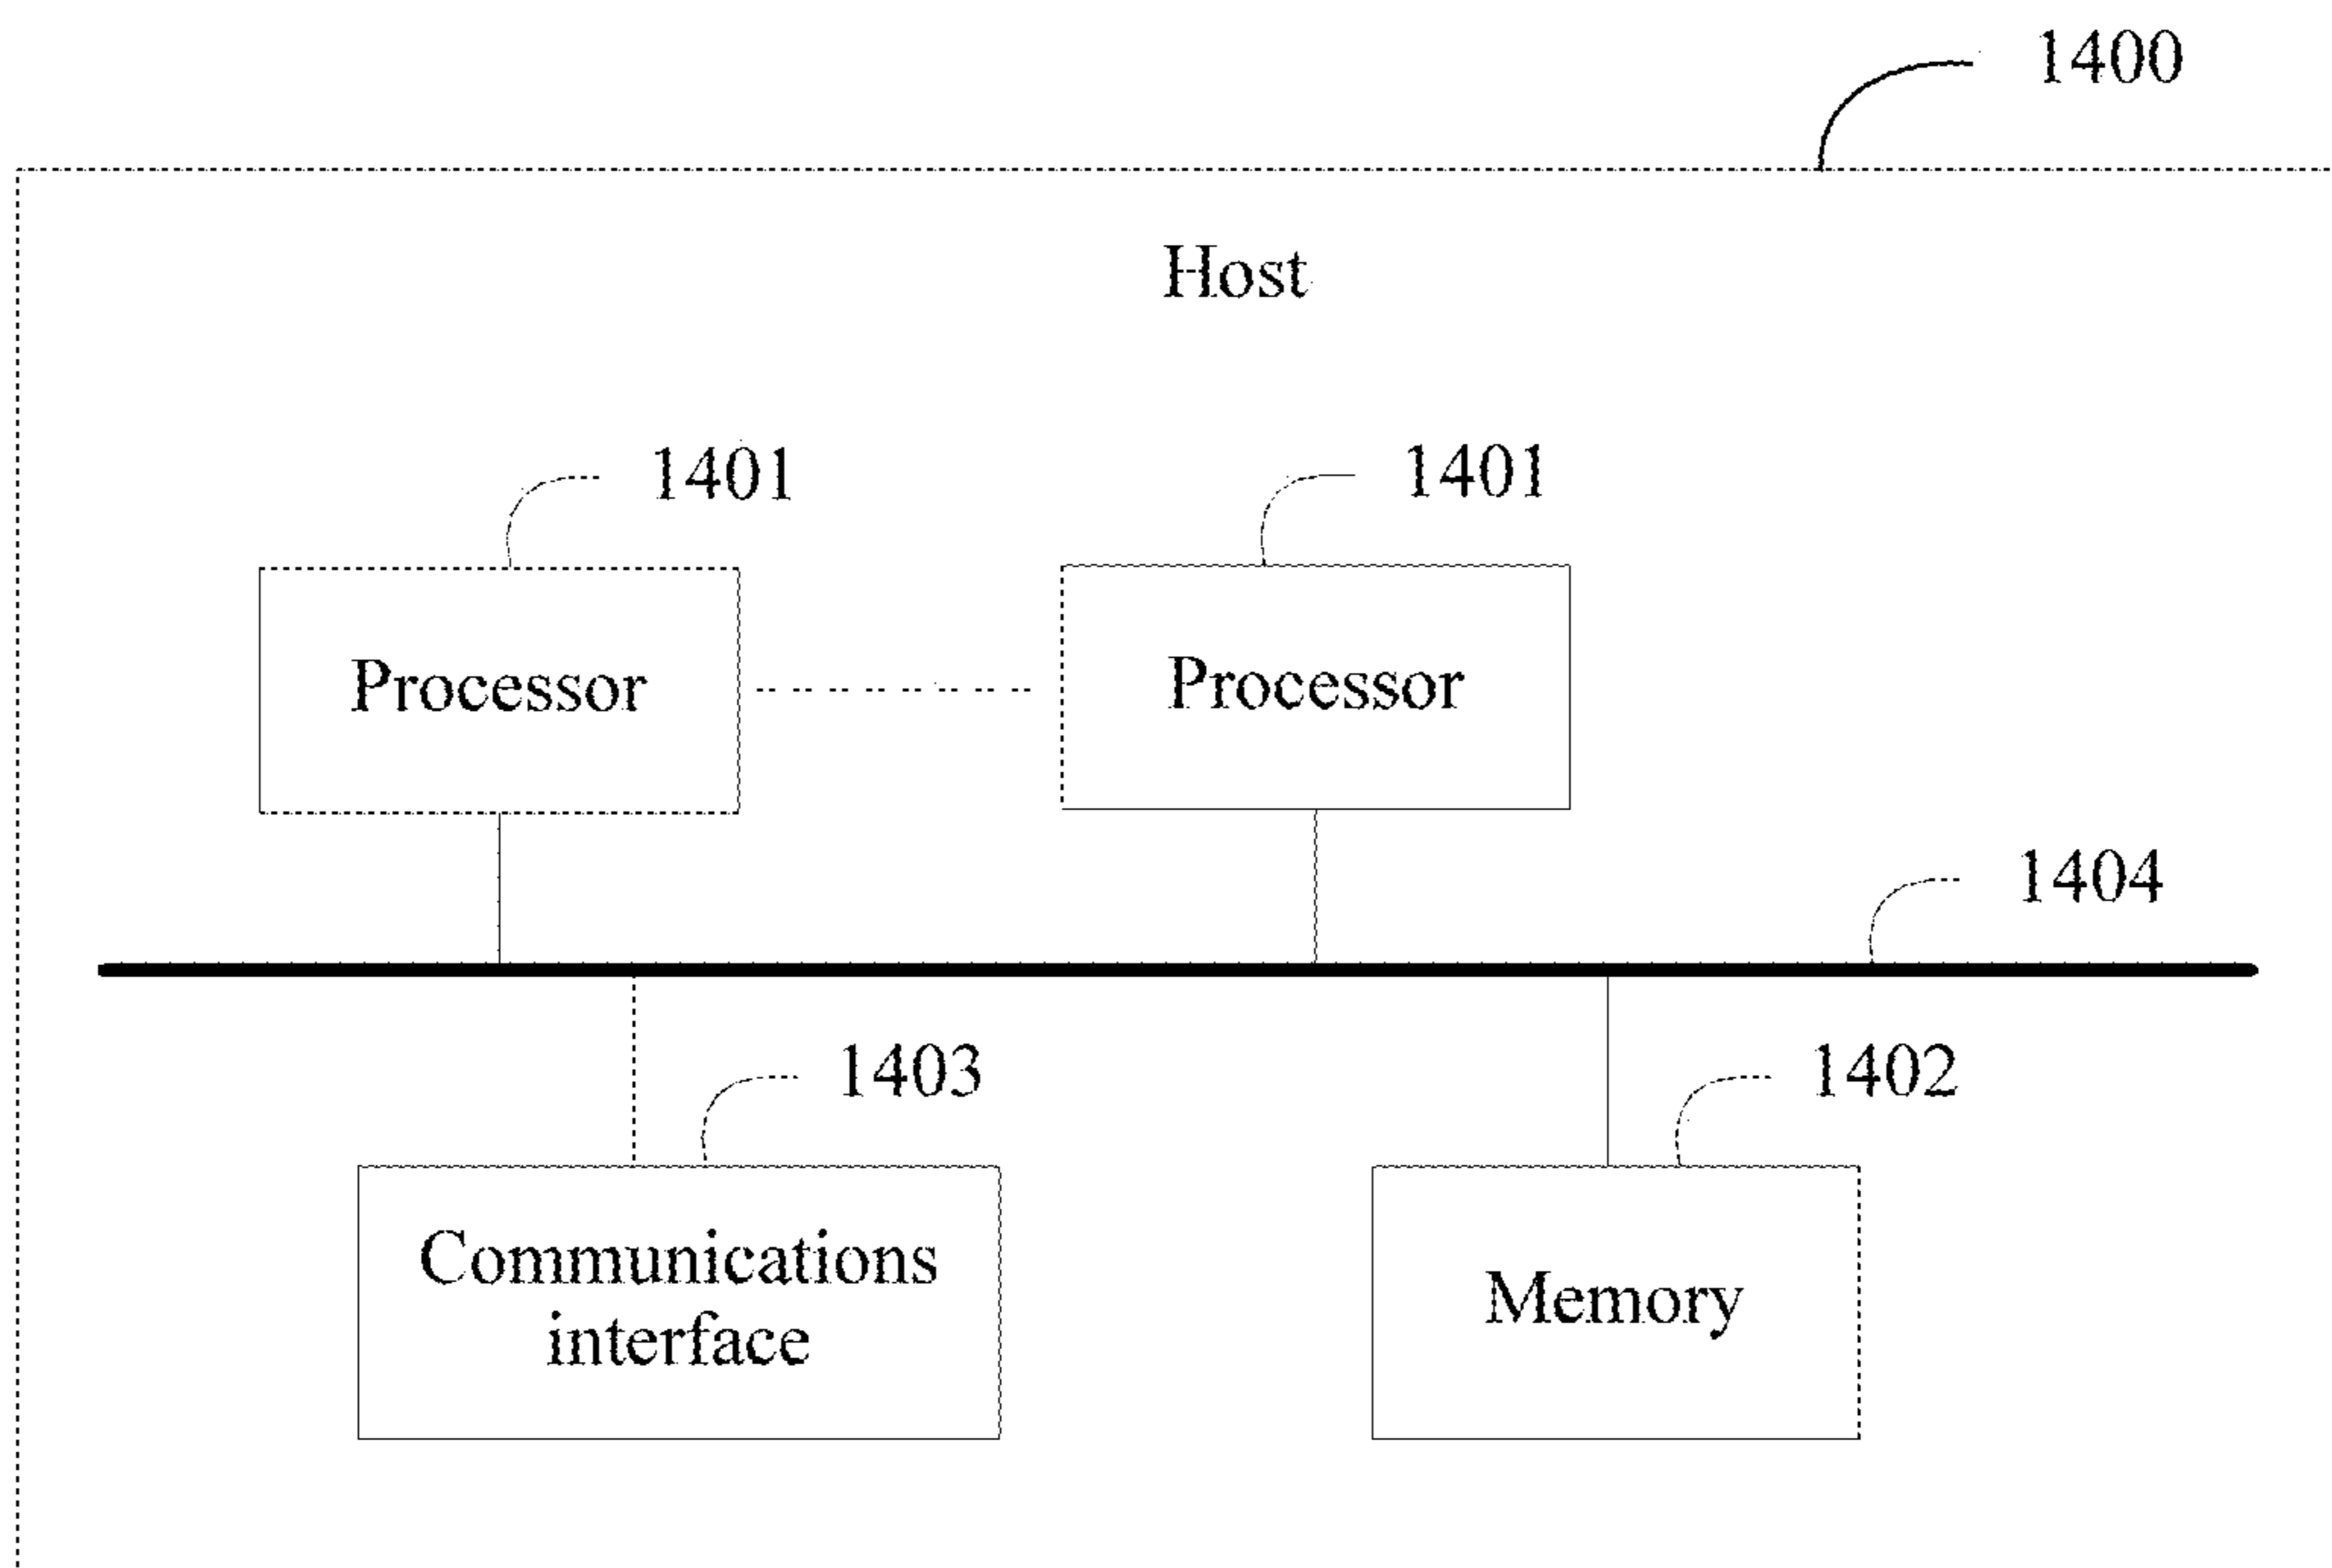 1400
Host
1401
1401
Processor
Processor
1404
1403
1402
Communications
interface
Memory